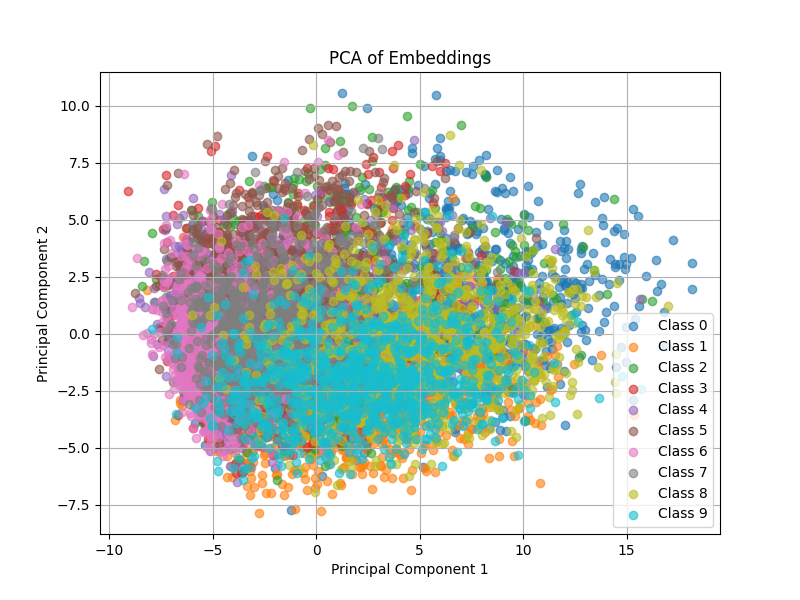 PCA of Embeddings
10.0
7.5
5.0
2.5
0.0
−2.5
−5.0
−7.5
Principal Component 2
−10
−5
0
5
10
15
Principal Component 1
Class 0
Class 1
Class 2
Class 3
Class 4
Class 5
Class 6
Class 7
Class 8
Class 9